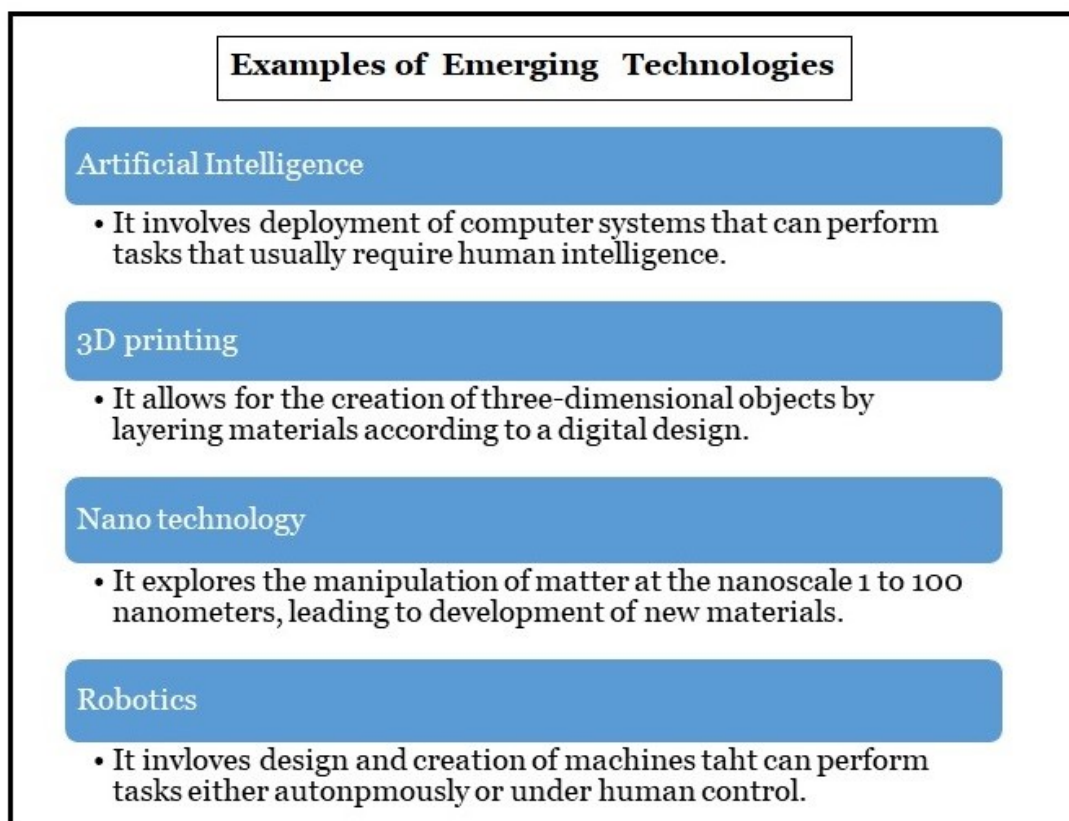 Examples of Emerging Technologies
Artificial Intelligence
• It involves deployment of computer systems that can perform
tasks that usually require human intelligence.
3D printing
• It allows for the creation of three-dimensional objects by
layering materials according to a digital design.
Nano technology
• It explores the manipulation of matter at the nanoscale 1 to 100
nanometers, leading to development of new materials.
Robotics
• It invloves design and creation of machines taht can perform
tasks either autonpmously or under human control.